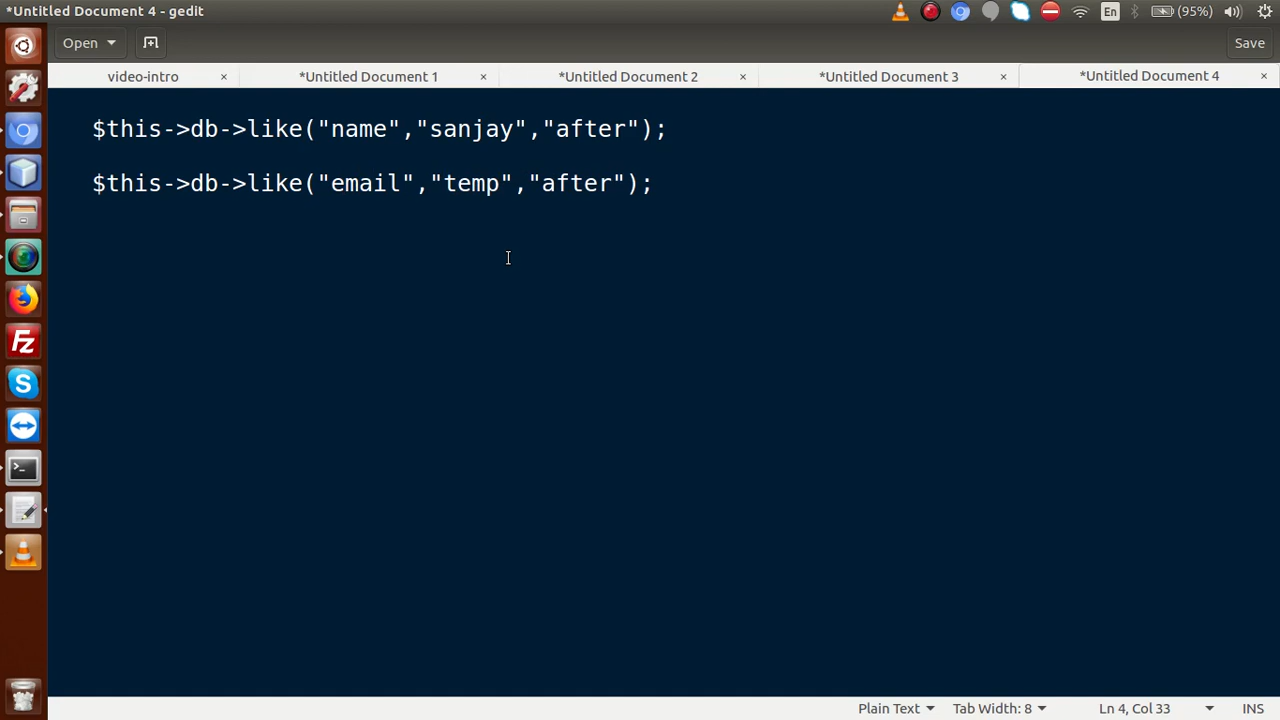 *Untitled Document 4 - gedit
En
(95%)
Open
Save
video-intro × *Untitled Document 1 × *Untitled Document 2 × *Untitled Document 3 × *Untitled Document 4 ×
$this->db->like("name","sanjay","after");
$this->db->like("email","temp","after");
Fz
S
>_
Plain Text Tab Width: 8 Ln 4, Col 33 INS